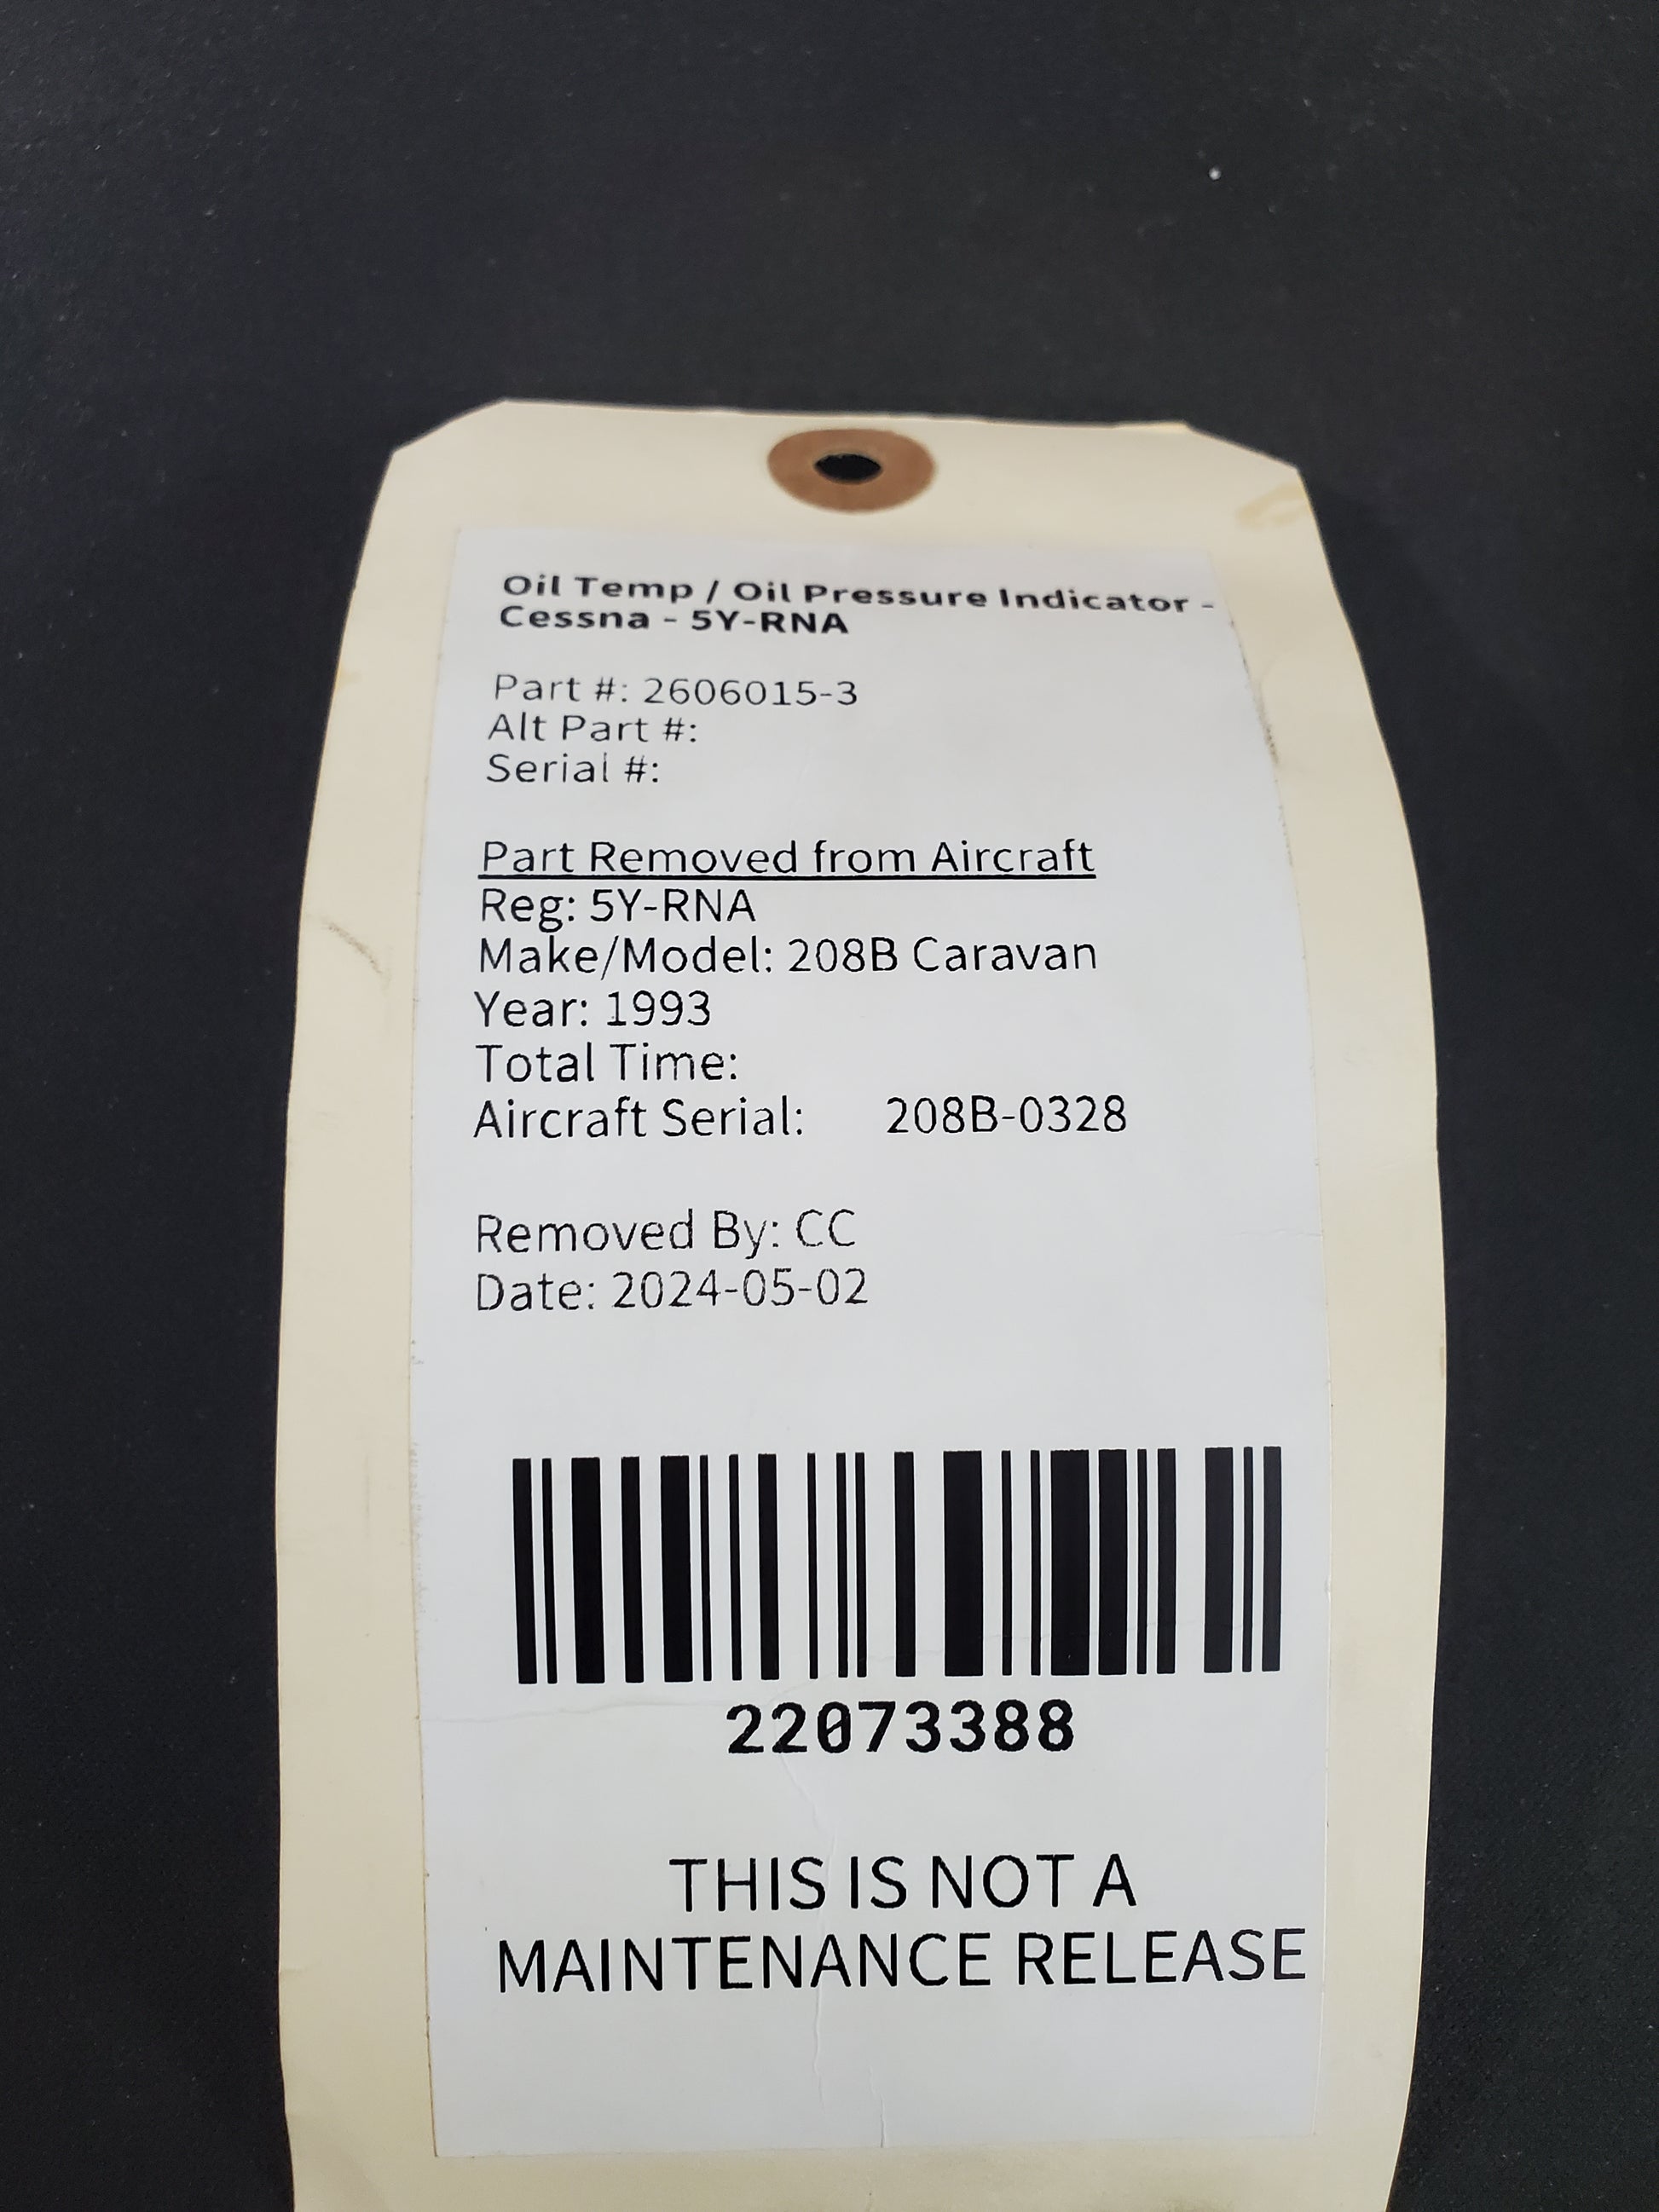 Oil Temp / Oil Pressure Indicator -
Cessna - 5Y-RNA
Part #: 2606015-3
Alt Part #:
Serial #:
Part Removed from Aircraft
Reg: 5Y-RNA
Make/Model: 208B Caravan
Year: 1993
Total Time:
Aircraft Serial: 208B-0328
Removed By: CC
Date: 2024-05-02
22073388
THIS IS NOT A
MAINTENANCE RELEASE